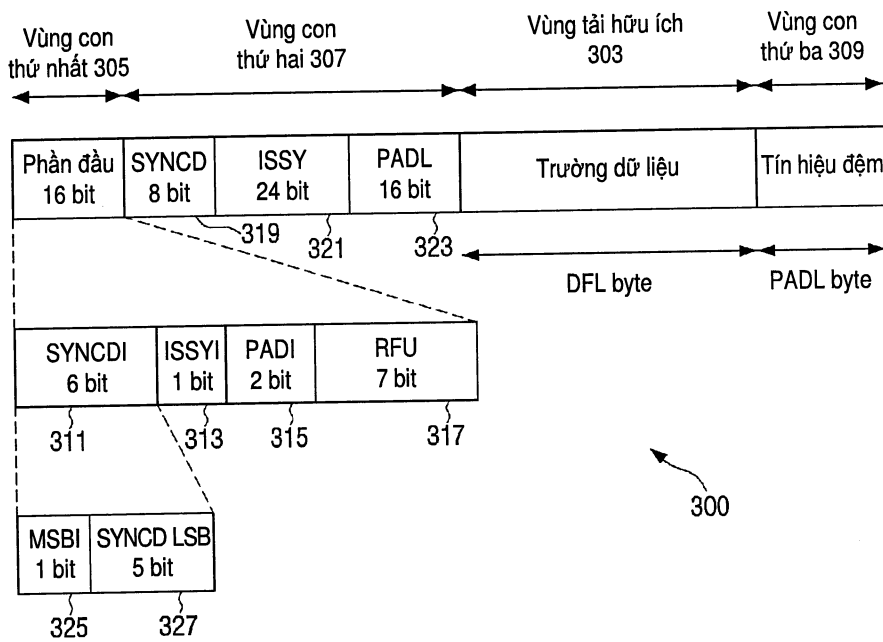 Vùng con
thứ nhất 305
Vùng con
thứ hai 307
Vùng tải hữu ích
303
Vùng con
thứ ba 309
Phần đầu
16 bit
SYNCD
8 bit
ISSY
24 bit
PADL
16 bit
Trường dữ liệu
Tín hiệu đệm
319
321
323
DFL byte
PADL byte
SYNCDI
6 bit
ISSYI
1 bit
PADI
2 bit
RFU
7 bit
311
313
315
317
300
MSBI
1 bit
SYNCD LSB
5 bit
325
327